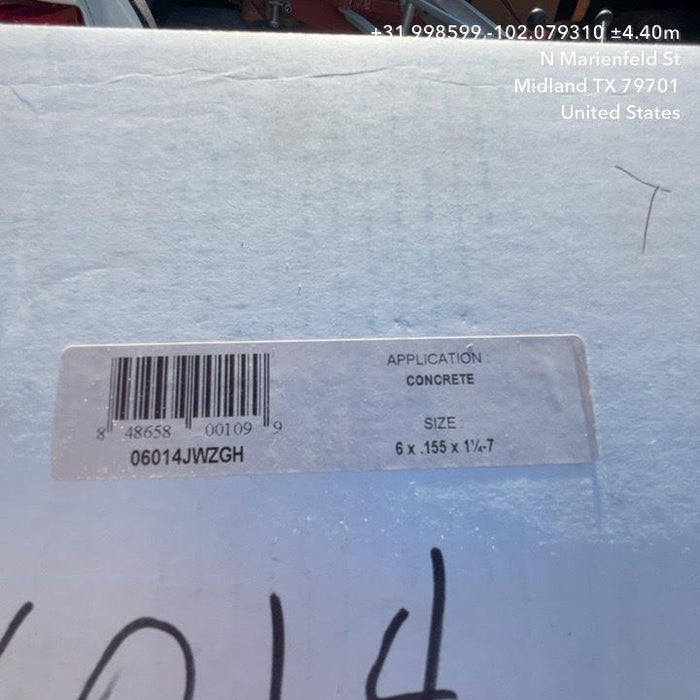 +31.998599,-102.079310 ±4.40m
N Marienfeld St
Midland TX 79701
United States
APPLICATION :
CONCRETE
SIZE :
6 x .155 x 1¼-7
8 48658 00109 9
06014JWZGH
014